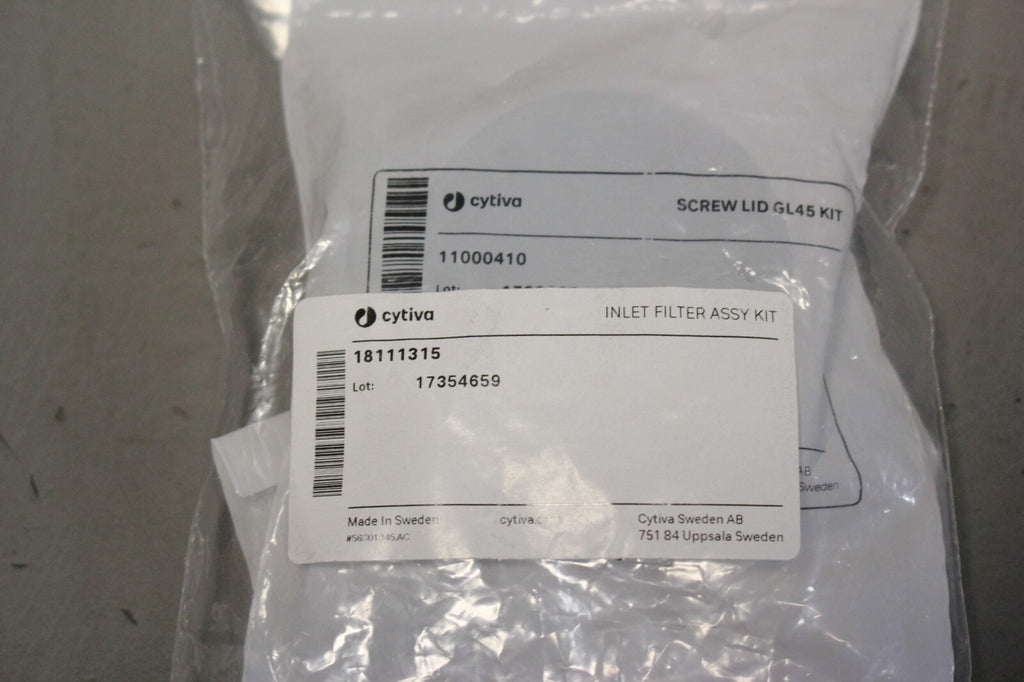 cytiva
SCREW LID GL45 KIT
11000410
Lot:
cytiva
INLET FILTER ASSY KIT
18111315
Lot: 17354659
Made In Sweden
Cytiva Sweden AB
751 84 Uppsala Sweden
AB
Sweden